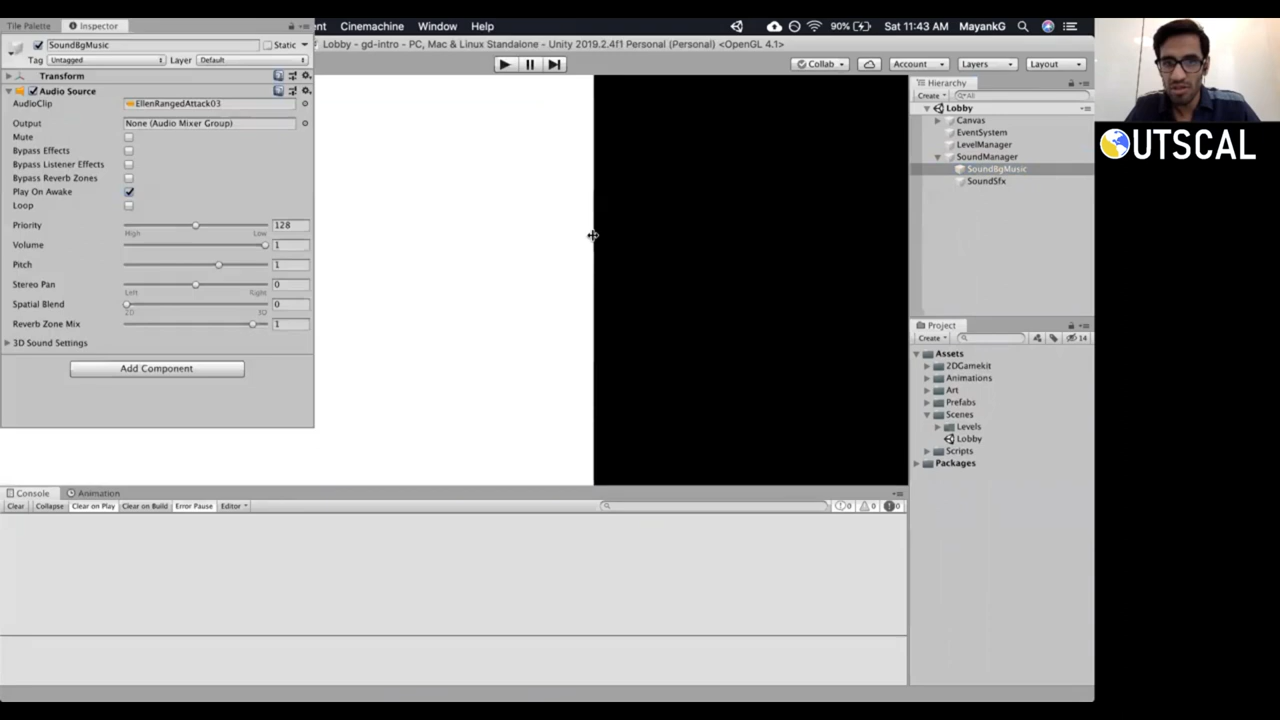 Tile Palette
Inspector
ent
Cinemachine
Window
Help
90%
Sat 11:43 AM
MayankG
SoundBgMusic
Static
Lobby - gd-intro - PC, Mac & Linux Standalone - Unity 2019.2.4f1 Personal (Personal) <OpenGL 4.1>
Tag
Untagged
Layer
Default
Collab
Account
Layers
Layout
Transform
Audio Source
AudioClip
EllenRangedAttack03
Output
None (Audio Mixer Group)
Mute
Bypass Effects
Bypass Listener Effects
Bypass Reverb Zones
Play On Awake
Loop
Priority
128
High
Low
Volume
1
Pitch
1
Stereo Pan
0
Left
Right
Spatial Blend
0
2D
3D
Reverb Zone Mix
1
3D Sound Settings
Add Component
Hierarchy
Create
All
Lobby
Canvas
EventSystem
LevelManager
SoundManager
SoundBgMusic
SoundSfx
Project
Create
14
Assets
2DGamekit
Animations
Art
Prefabs
Scenes
Levels
Lobby
Scripts
Packages
Console
Animation
Clear
Collapse
Clear on Play
Clear on Build
Error Pause
Editor
0
0
0
OUTSCAL